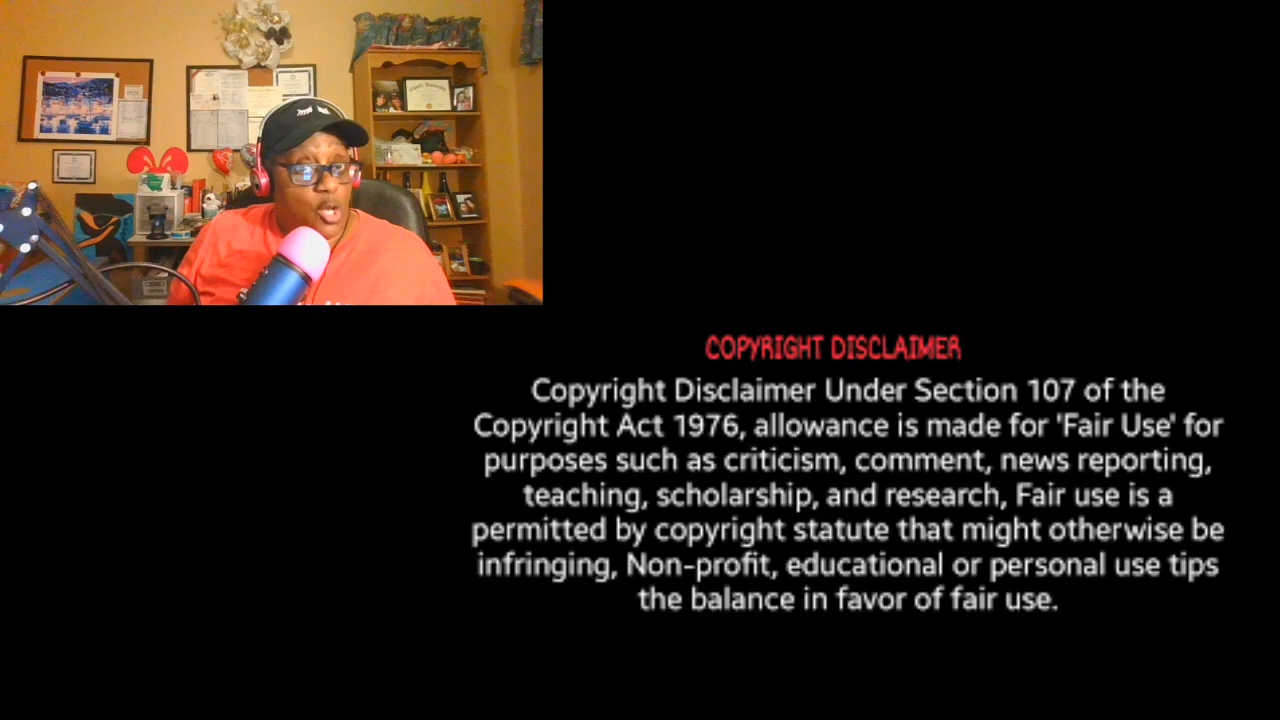 COPYRIGHT DISCLAIMER
Copyright Disclaimer Under Section 107 of the
Copyright Act 1976, allowance is made for 'Fair Use' for
purposes such as criticism, comment, news reporting,
teaching, scholarship, and research, Fair use is a
permitted by copyright statute that might otherwise be
infringing, Non-profit, educational or personal use tips
the balance in favor of fair use.